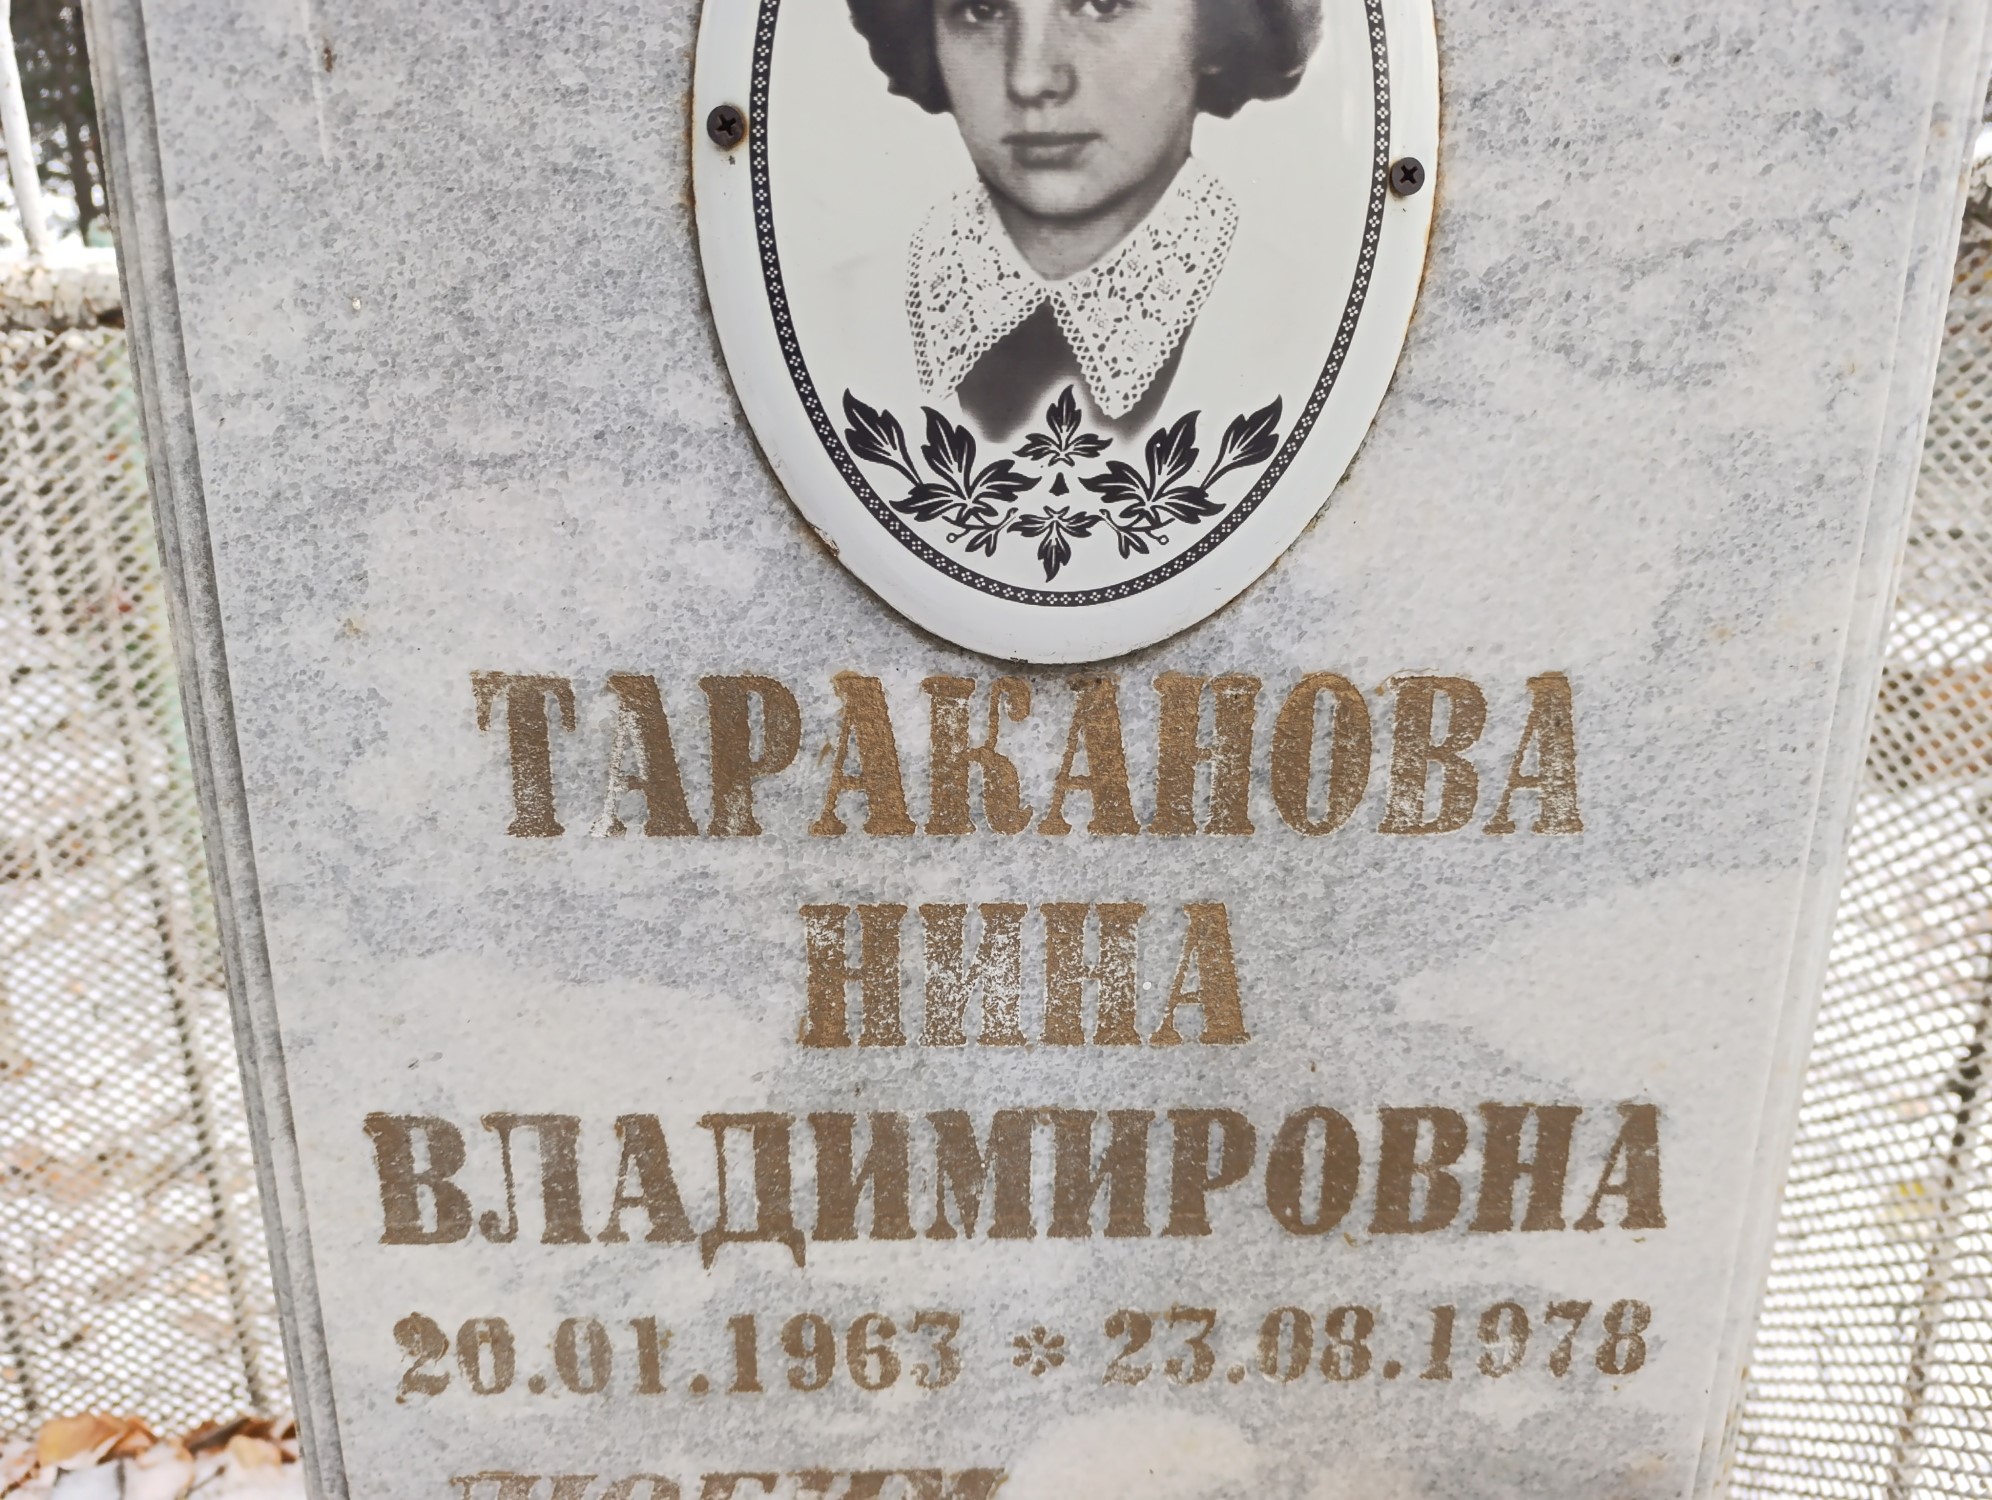 ТАРАКАНОВА
НИНА
ВЛАДИМИРОВНА
20.01.1963 * 23.08.1978